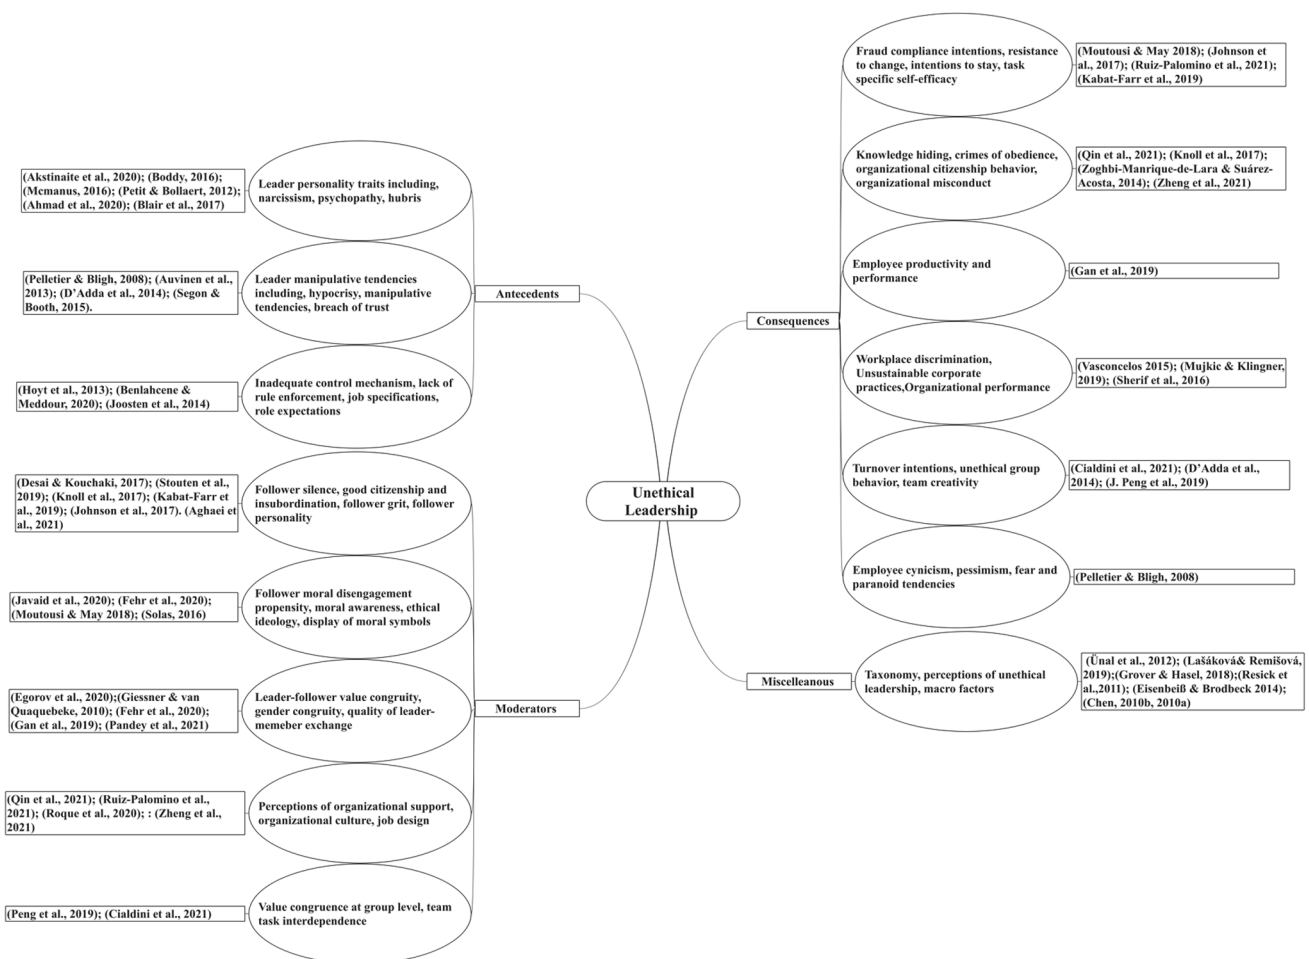 Unethical
Leadership
Antecedents
Leader personality traits including,
narcissism, psychopathy, hubris
(Akstinaite et al., 2020); (Boddy, 2016);
(Mcmanus, 2016); (Petit & Bollaert, 2012);
(Ahmad et al., 2020); (Blair et al., 2017)
Leader manipulative tendencies
including, hypocrisy, manipulative
tendencies, breach of trust
(Pelletier & Bligh, 2008); (Auvinen et al.,
2013); (D’Adda et al., 2014); (Segon &
Booth, 2015).
Inadequate control mechanism, lack of
rule enforcement, job specifications,
role expectations
(Hoyt et al., 2013); (Benlahcene &
Meddour, 2020); (Joosten et al., 2014)
Moderators
Follower silence, good citizenship and
insubordination, follower grit, follower
personality
(Desai & Kouchaki, 2017); (Stouten et al.,
2019); (Knoll et al., 2017); (Kabat-Farr et
al., 2019); (Johnson et al., 2017). (Aghaei et
al., 2021)
Follower moral disengagement
propensity, moral awareness, ethical
ideology, display of moral symbols
(Javaid et al., 2020); (Fehr et al., 2020);
(Moutousi & May 2018); (Solas, 2016)
Leader-follower value congruity,
gender congruity, quality of leader-
memeber exchange
(Egorov et al., 2020);(Giessner & van
Quaquebeke, 2010); (Fehr et al., 2020);
(Gan et al., 2019); (Pandey et al., 2021)
Perceptions of organizational support,
organizational culture, job design
(Qin et al., 2021); (Ruiz-Palomino et al.,
2021); (Roque et al., 2020); : (Zheng et al.,
2021)
Value congruence at group level, team
task interdependence
(Peng et al., 2019); (Cialdini et al., 2021)
Consequences
Fraud compliance intentions, resistance
to change, intentions to stay, task
specific self-efficacy
(Moutousi & May 2018); (Johnson et
al., 2017); (Ruiz-Palomino et al., 2021);
(Kabat-Farr et al., 2019)
Knowledge hiding, crimes of obedience,
organizational citizenship behavior,
organizational misconduct
(Qin et al., 2021); (Knoll et al., 2017);
(Zoghbi-Manrique-de-Lara & Suárez-
Acosta, 2014); (Zheng et al., 2021)
Employee productivity and
performance
(Gan et al., 2019)
Workplace discrimination,
Unsustainable corporate
practices,Organizational performance
(Vasconcelos 2015); (Mujkic & Klingner,
2019); (Sherif et al., 2016)
Turnover intentions, unethical group
behavior, team creativity
(Cialdini et al., 2021); (D’Adda et al.,
2014); (J. Peng et al., 2019)
Employee cynicism, pessimism, fear and
paranoid tendencies
(Pelletier & Bligh, 2008)
Miscelleanous
Taxonomy, perceptions of unethical
leadership, macro factors
(Ünal et al., 2012); (Lašáková& Remišová,
2019);(Grover & Hasel, 2018);(Resick et
al.,2011); (Eisenbeiß & Brodbeck 2014);
(Chen, 2010b, 2010a)